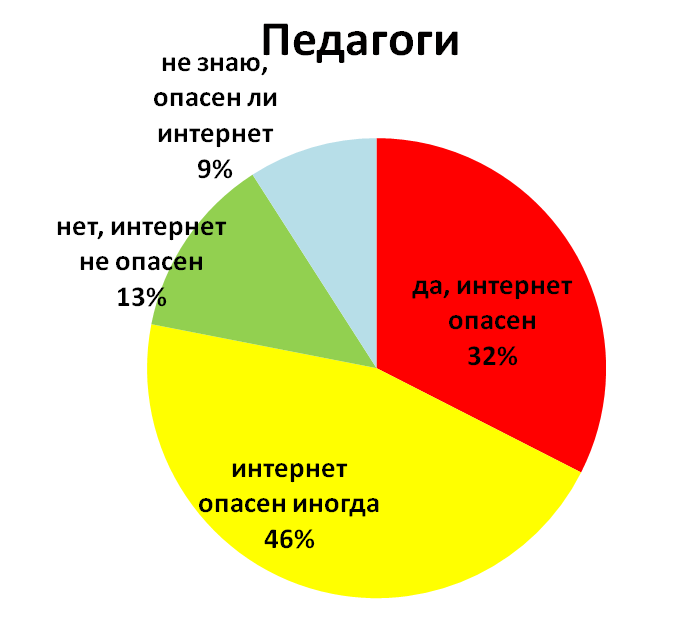 Педагоги
не знаю,
опасен ли
интернет
9%
нет, интернет
не опасен
13%
да, интернет
опасен
32%
интернет
опасен иногда
46%